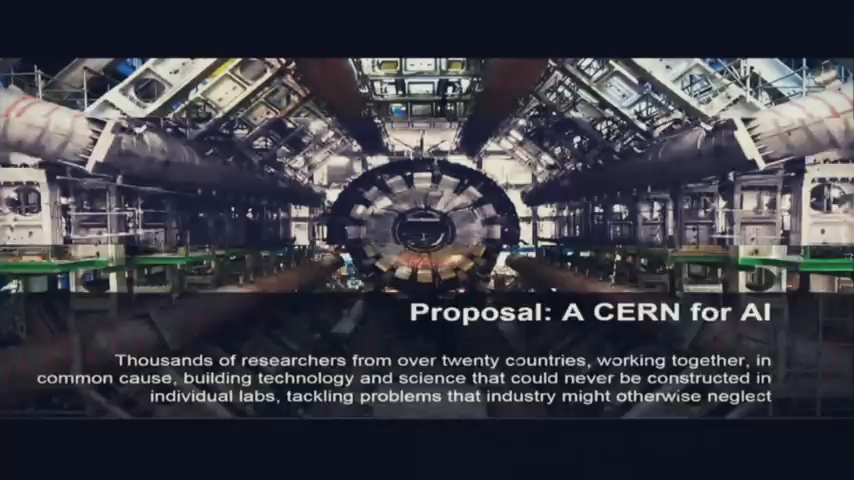 Proposal: A CERN for AI
Thousands of researchers from over twenty countries, working together, in
common cause, building technology and science that could never be constructed in
individual labs, tackling problems that industry might otherwise neglect